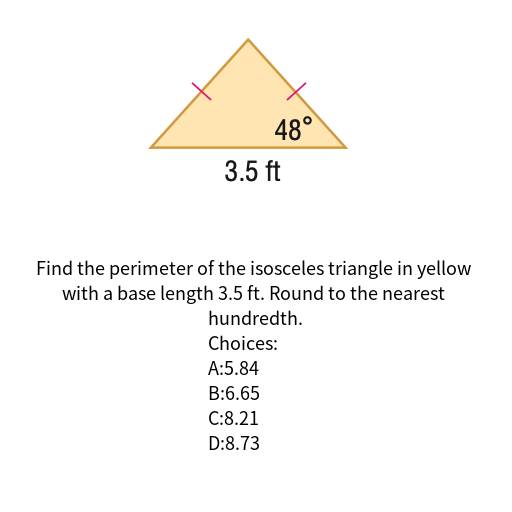 48°
3.5 ft
Find the perimeter of the isosceles triangle in yellow
with a base length 3.5 ft. Round to the nearest
hundredth.
Choices:
A:5.84
B:6.65
C:8.21
D:8.73